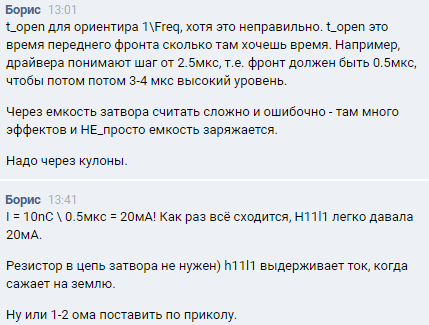 Борис 13:01
t_open для ориентира 1\Freq, хотя это неправильно. t_open это
время переднего фронта сколько там хочешь время. Например,
драйвера понимают шаг от 2.5мкс, т.е. фронт должен быть 0.5мкс,
чтобы потом потом 3-4 мкс высокий уровень.
Через емкость затвора считать сложно и ошибочно - там много
эффектов и НЕ_просто емкость заряжается.
Надо через кулоны.
Борис 13:41
I = 10nC \ 0.5мкс = 20мА! Как раз всё сходится, H11l1 легко давала
20мА.
Резистор в цепь затвора не нужен) h11l1 выдерживает ток, когда
сажает на землю.
Ну или 1-2 ома поставить по приколу.